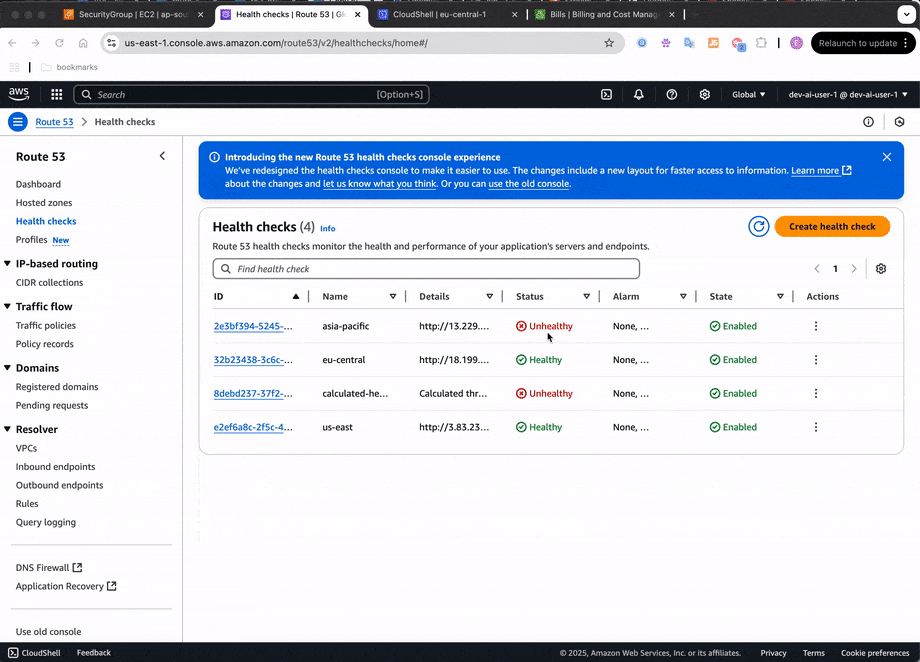 SecurityGroup | EC2 | ap-sou
Health checks | Route 53 | Gl
CloudShell | eu-central-1
Bills | Billing and Cost Manag
us-east-1.console.aws.amazon.com/route53/v2/healthchecks/home#/
Relaunch to update
bookmarks
aws
Search
[Option+S]
Global
dev-ai-user-1 @ dev-ai-user-1
Route 53
Health checks
Route 53
Dashboard
Hosted zones
Health checks
Profiles New
IP-based routing
CIDR collections
Traffic flow
Traffic policies
Policy records
Domains
Registered domains
Pending requests
Resolver
VPCs
Inbound endpoints
Outbound endpoints
Rules
Query logging
DNS Firewall
Application Recovery
Use old console
Introducing the new Route 53 health checks console experience
We've redesigned the health checks console to make it easier to use. The changes include a new layout for faster access to information. Learn more
about the changes and let us know what you think. Or you can use the old console.
Health checks (4) Info
Create health check
Route 53 health checks monitor the health and performance of your application's servers and endpoints.
Find health check
1
ID Name Details Status Alarm State Actions
2e3bf394-5245-... asia-pacific http://13.229.... Unhealthy None, ... Enabled
32b23438-3c6c-... eu-central http://18.199.... Healthy None, ... Enabled
8debd237-37f2-... calculated-he... Calculated thr... Unhealthy None, ... Enabled
e2ef6a8c-2f5c-4... us-east http://3.83.23... Healthy None, ... Enabled
CloudShell
Feedback
© 2025, Amazon Web Services, Inc. or its affiliates.
Privacy
Terms
Cookie preferences